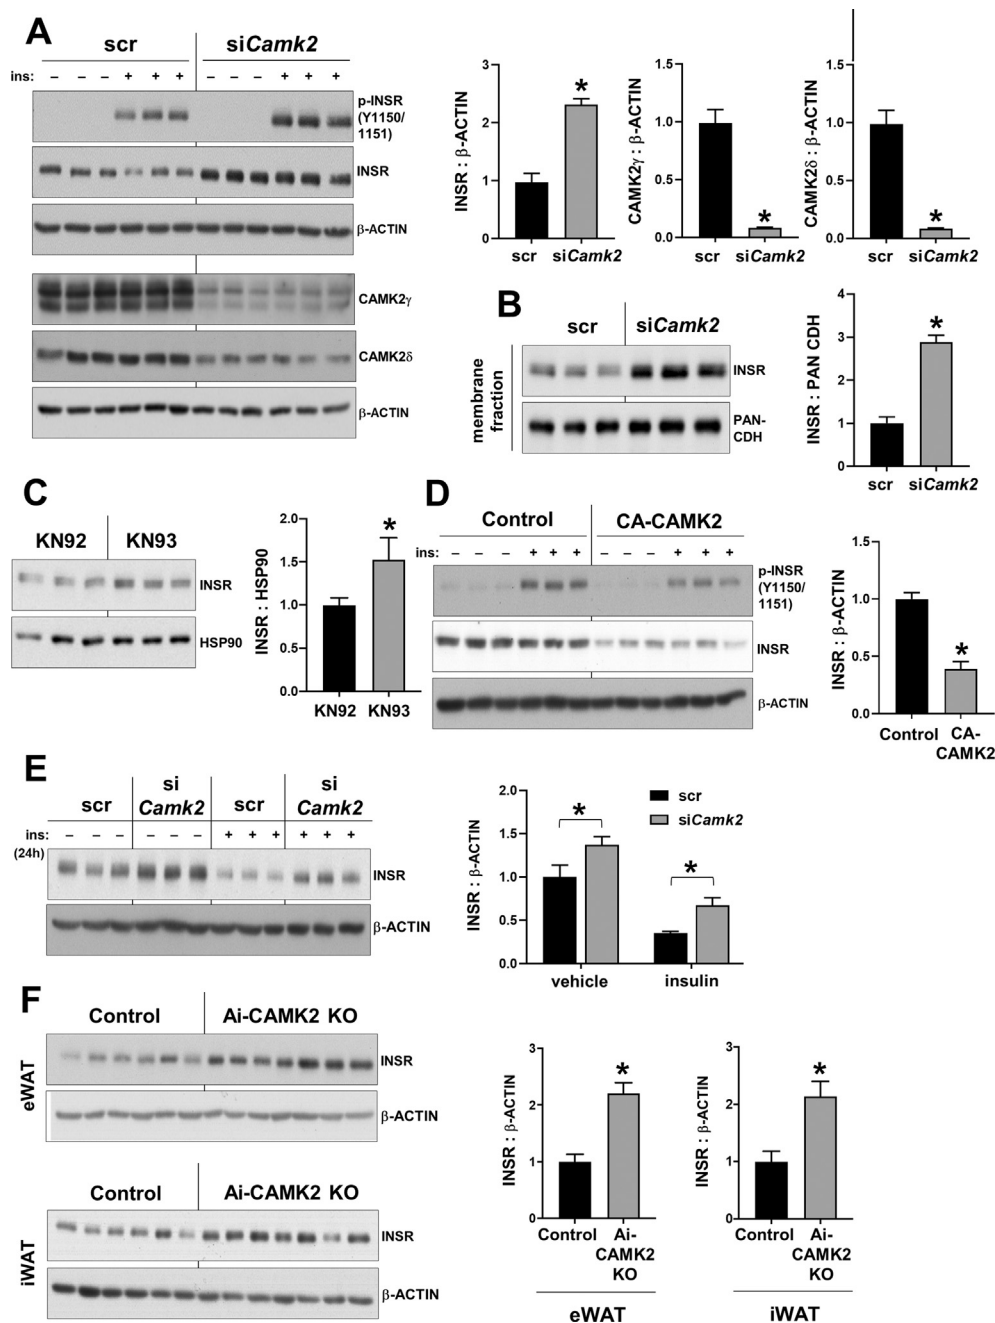 A
scr
siCamk2
ins: – – – + + + – – – + + +
p-INSR
(Y1150/
1151)
INSR
β-ACTIN
CAMK2γ
CAMK2δ
β-ACTIN
INSR : β-ACTIN
3
2
1
0
*
scr siCamk2
CAMK2γ : β-ACTIN
1.5
1.0
0.5
0.0
*
scr siCamk2
CAMK2δ : β-ACTIN
1.5
1.0
0.5
0.0
*
scr siCamk2
B
scr
siCamk2
membrane
fraction
INSR
PAN-
CDH
INSR : PAN CDH
4
3
2
1
0
*
scr siCamk2
C
KN92 KN93
INSR
HSP90
INSR : HSP90
2.0
1.5
1.0
0.5
0.0
*
KN92 KN93
D
Control CA-CAMK2
ins: – – – + + + – – – + + +
p-INSR
(Y1150/
1151)
INSR
β-ACTIN
INSR : β-ACTIN
1.5
1.0
0.5
0.0
*
Control CA-
CAMK2
E
scr
si
Camk2
scr
si
Camk2
ins: – – – – – – + + + + + +
(24h)
INSR
β-ACTIN
INSR : β-ACTIN
2.0
1.5
1.0
0.5
0.0
*
*
scr
siCamk2
vehicle insulin
F
Control Ai-CAMK2 KO
eWAT
INSR
β-ACTIN
Control Ai-CAMK2 KO
iWAT
INSR
β-ACTIN
INSR : β-ACTIN
3
2
1
0
*
Control Ai-
CAMK2
KO
eWAT
INSR : β-ACTIN
3
2
1
0
*
Control Ai-
CAMK2
KO
iWAT